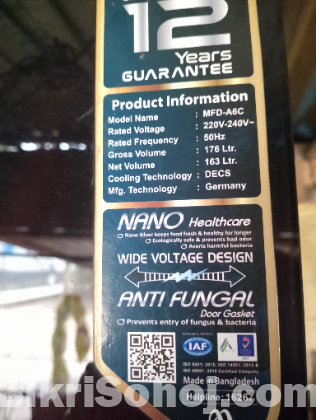 12
Years
GUARANTEE
Product Information
Model Name : MFD-A6C
Rated Voltage : 220V-240V~
Rated Frequency : 50Hz
Gross Volume : 176 Ltr.
Net Volume : 163 Ltr.
Cooling Technology : DECS
Mfg. Technology : Germany
NANO Healthcare
Nano Silver keeps food fresh & healthy for longer
Ecologically safe & prevents bad odor
Averts harmful bacteria
WIDE VOLTAGE DESIGN
ANTI FUNGAL
Door Gasket
Prevents entry of fungus & bacteria
IAF
Made in Bangladesh
Helpline: 16267
BikriSonoy.com